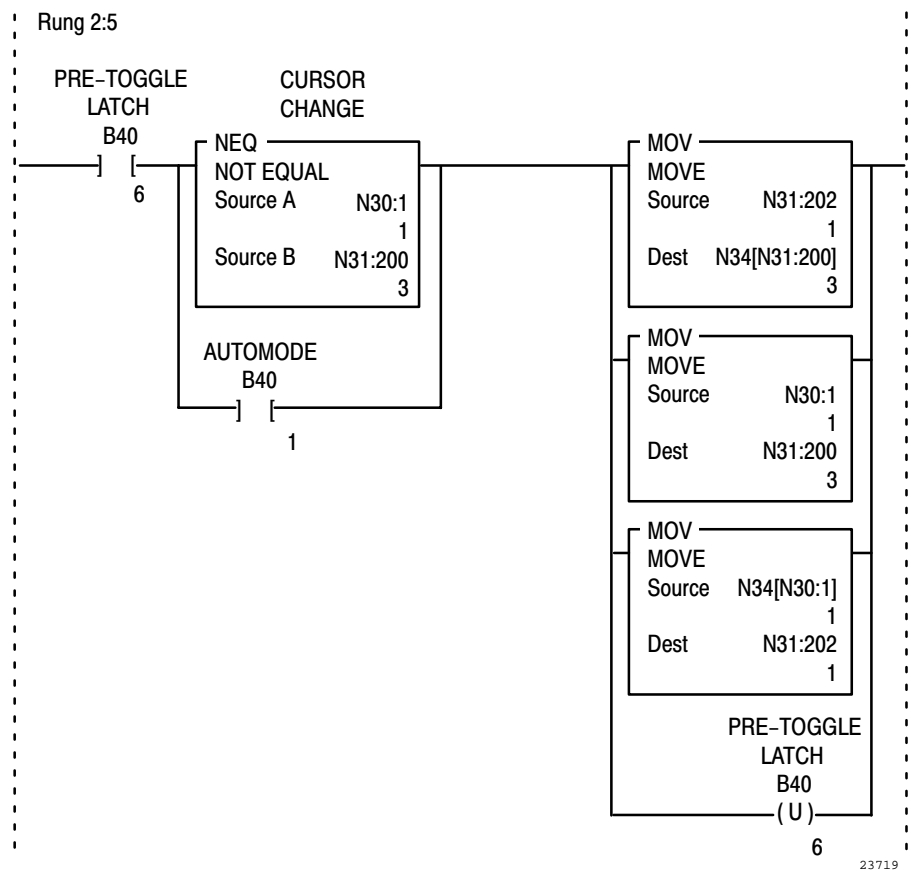 Rung 2:5
PRE-TOGGLE
LATCH
B40
] [
6
CURSOR
CHANGE
NEQ
NOT EQUAL
Source A N30:1
1
Source B N31:200
3
AUTOMODE
B40
] [
1
MOV
MOVE
Source N31:202
1
Dest N34[N31:200]
3
MOV
MOVE
Source N30:1
1
Dest N31:200
3
MOV
MOVE
Source N34[N30:1]
1
Dest N31:202
1
PRE-TOGGLE
LATCH
B40
( U )
6
23719